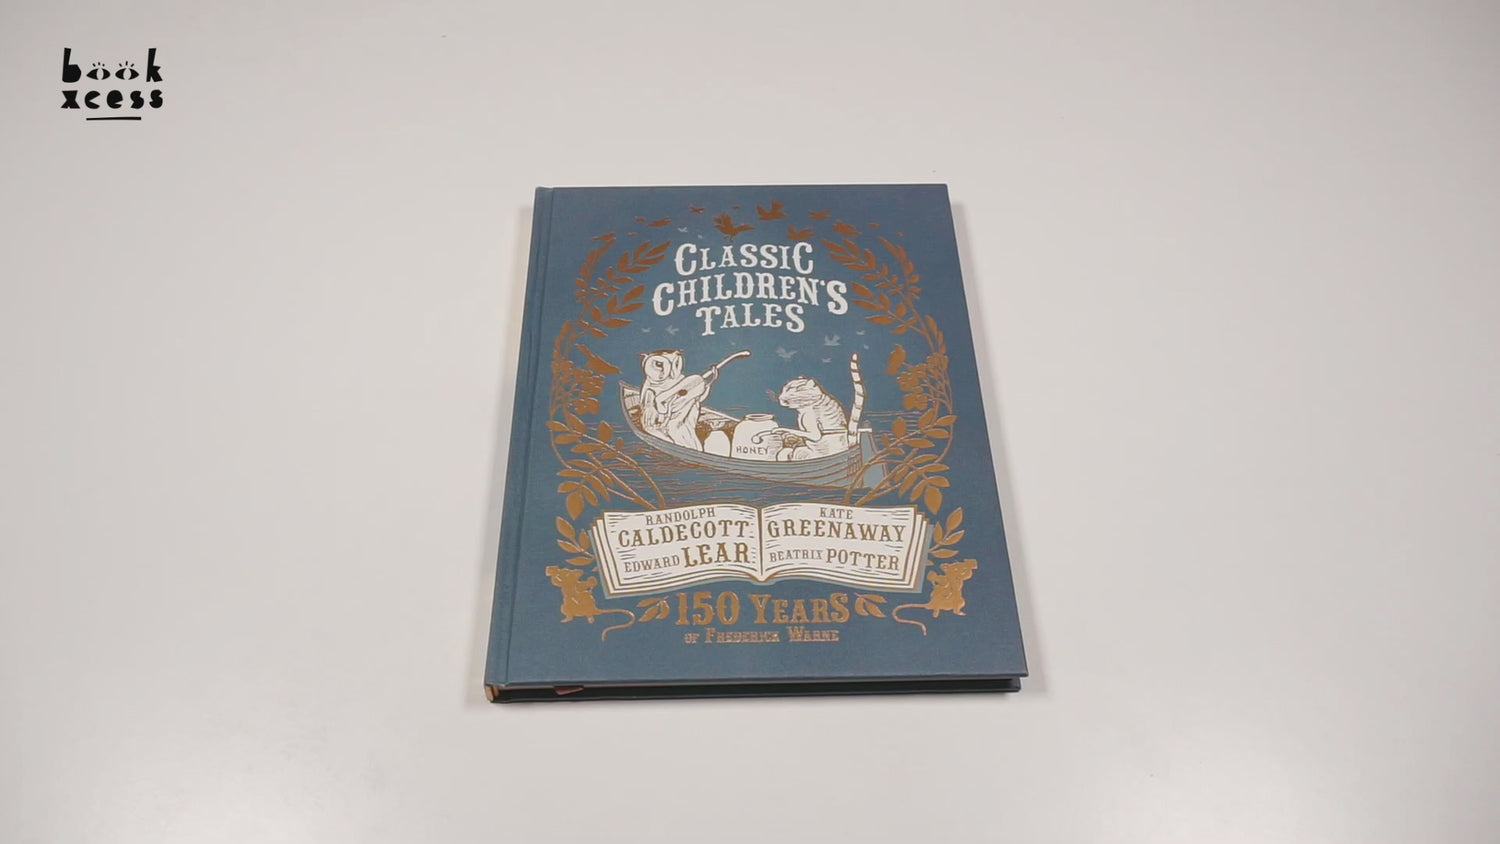 book
xcess
CLASSIC
CHILDREN'S
TALES
HONEY
RANDOLPH
CALDECOTT
EDWARD LEAR
KATE
GREENAWAY
BEATRIX POTTER
150 YEARS
OF FREDERICK WARNE